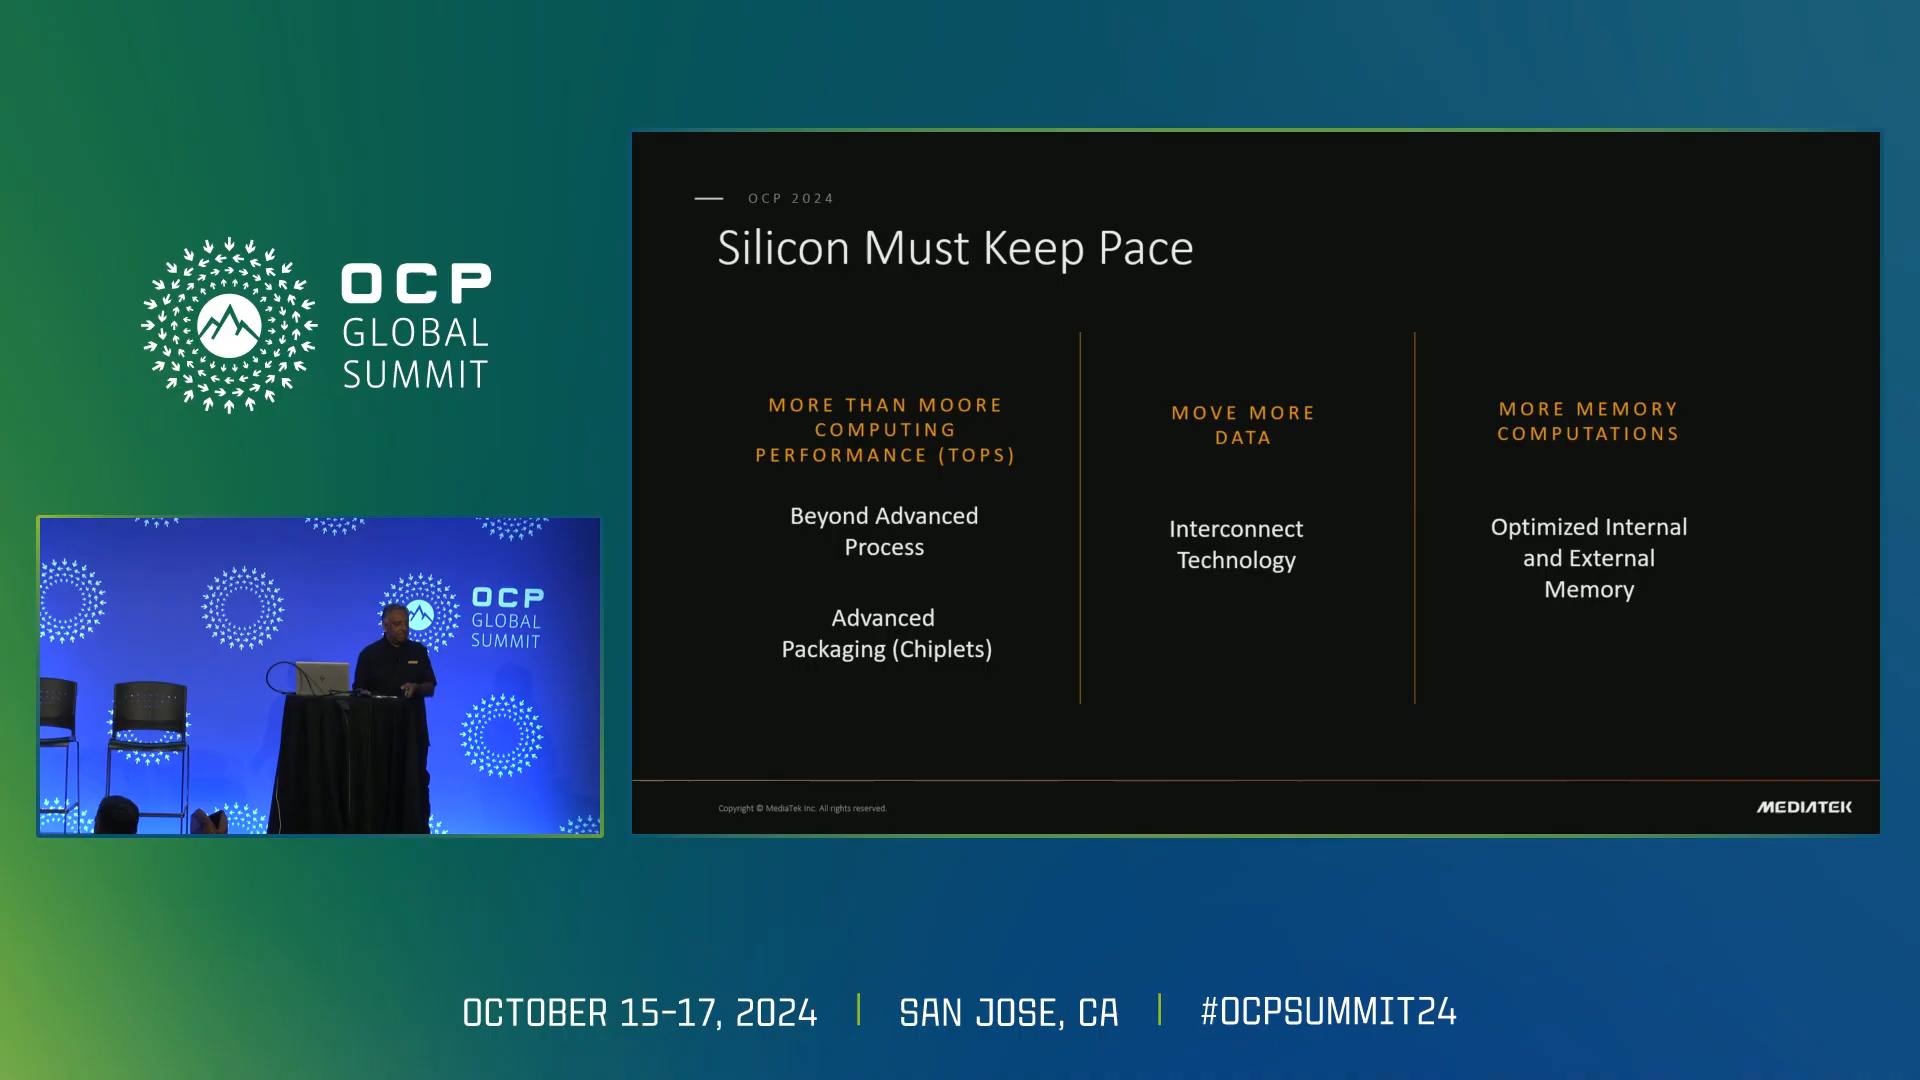 OCP
GLOBAL
SUMMIT
OCP 2024
Silicon Must Keep Pace
MORE THAN MOORE
COMPUTING
PERFORMANCE (TOPS)
Beyond Advanced
Process
Advanced
Packaging (Chiplets)
MOVE MORE
DATA
Interconnect
Technology
MORE MEMORY
COMPUTATIONS
Optimized Internal
and External
Memory
Copyright © MediaTek Inc. All rights reserved.
MEDIATEK
OCP
GLOBAL
SUMMIT
OCTOBER 15-17, 2024
SAN JOSE, CA
#OCPSUMMIT24